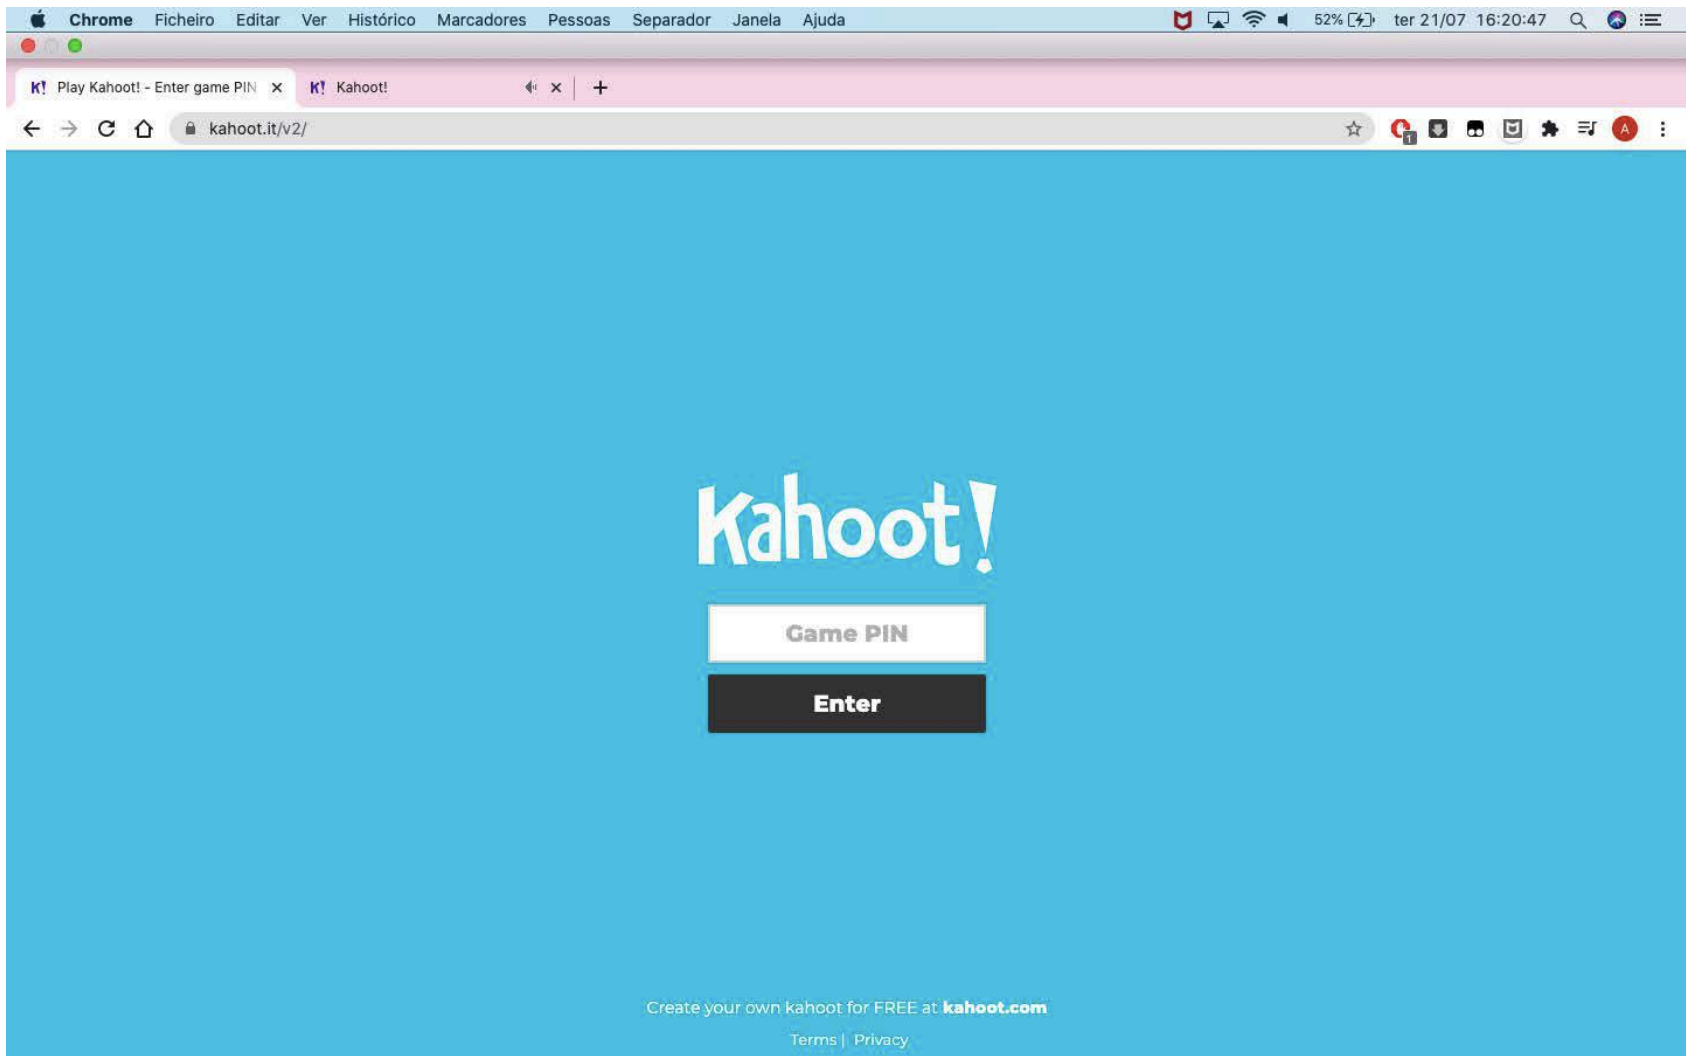 Chrome Ficheiro Editar Ver Histórico Marcadores Pessoas Separador Janela Ajuda 52% ter 21/07 16:20:47
K! Play Kahoot! - Enter game PIN K! Kahoot!
kahoot.it/v2/ 1 A
Kahoot!
Game PIN
Enter
Create your own kahoot for FREE at kahoot.com
Terms | Privacy